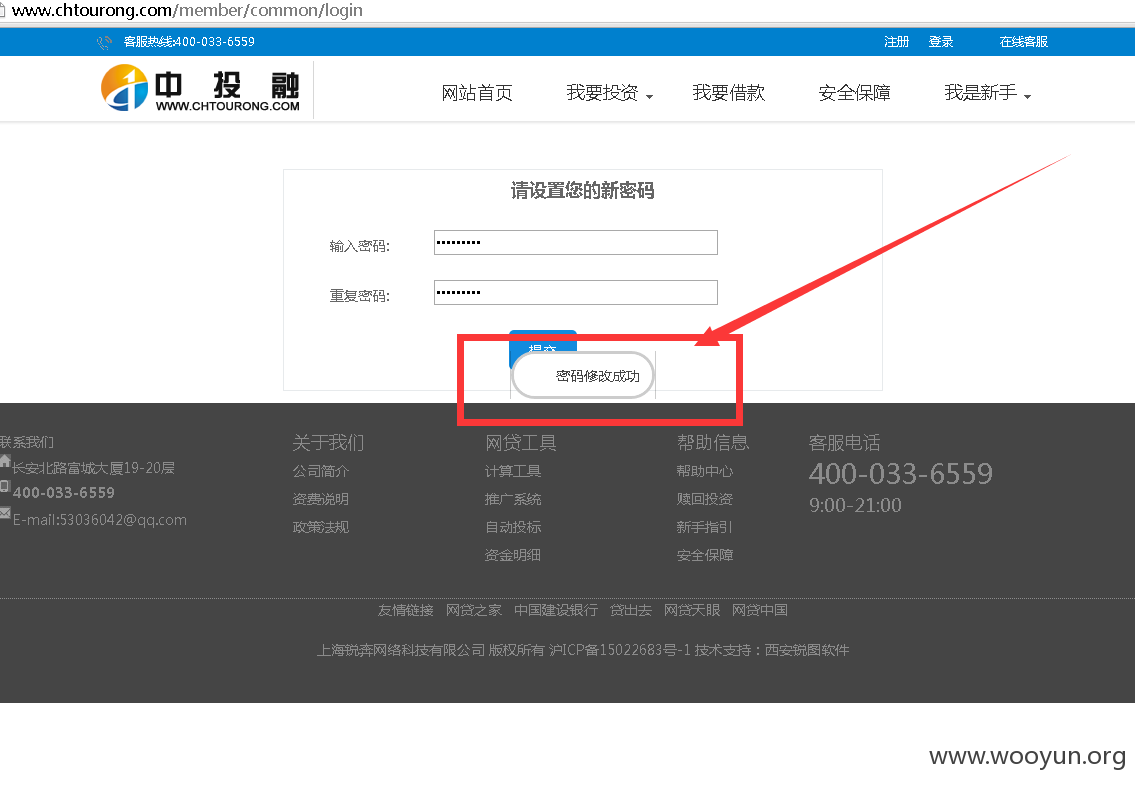 www.chtourong.com/member/common/login
客服热线:400-033-6559 注册 登录 在线客服
中投融
WWW.CHTOURONG.COM
网站首页 我要投资 我要借款 安全保障 我是新手
请设置您的新密码
输入密码:
重复密码:
提交
密码修改成功
联系我们
长安北路富城大厦19-20层
400-033-6559
E-mail:53036042@qq.com
关于我们
公司简介
资费说明
政策法规
网贷工具
计算工具
推广系统
自动投标
资金明细
帮助信息
帮助中心
赎回投资
新手指引
安全保障
客服电话
400-033-6559
9:00-21:00
友情链接 网贷之家 中国建设银行 贷出去 网贷天眼 网贷中国
上海锐奔网络科技有限公司 版权所有 沪ICP备15022683号-1 技术支持：西安锐图软件
www.wooyun.org